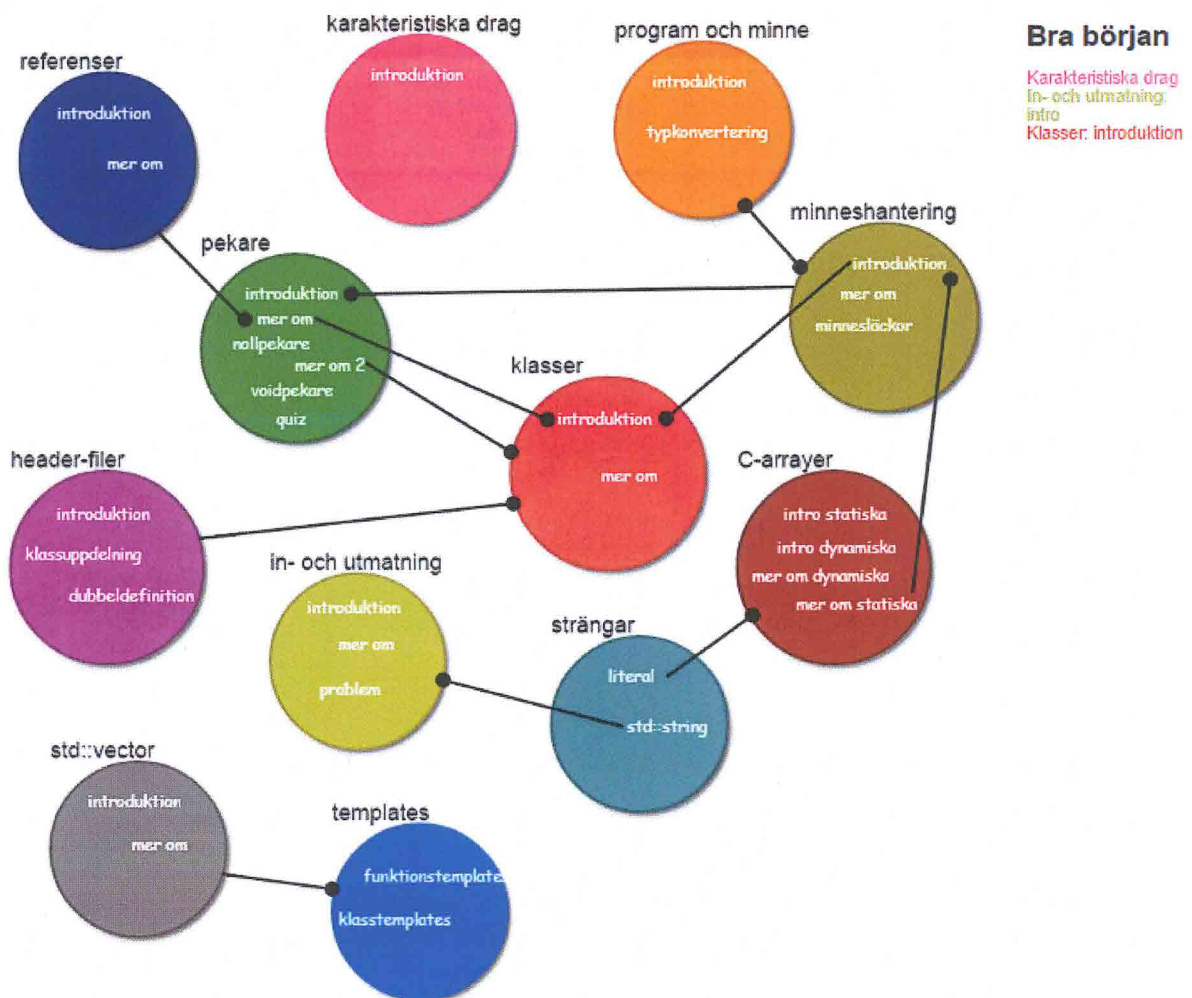 karakteristiska drag
introduktion
program och minne
introduktion
typkonvertering
Bra början
Karakteristiska drag
In- och utmatning:
intro
Klasser: introduktion
referenser
introduktion
mer om
pekare
introduktion
mer om
nollpekare
mer om 2
voidpekare
quiz
minneshantering
introduktion
mer om
minnesläckor
klasser
introduktion
mer om
header-filer
introduktion
klassuppdelning
dubbeldefinition
C-arrayer
intro statiska
intro dynamiska
mer om dynamiska
mer om statiska
in- och utmatning
introduktion
mer om
problem
strängar
literal
std::string
std::vector
introduktion
mer om
templates
funktionstemplate
klasstemplates